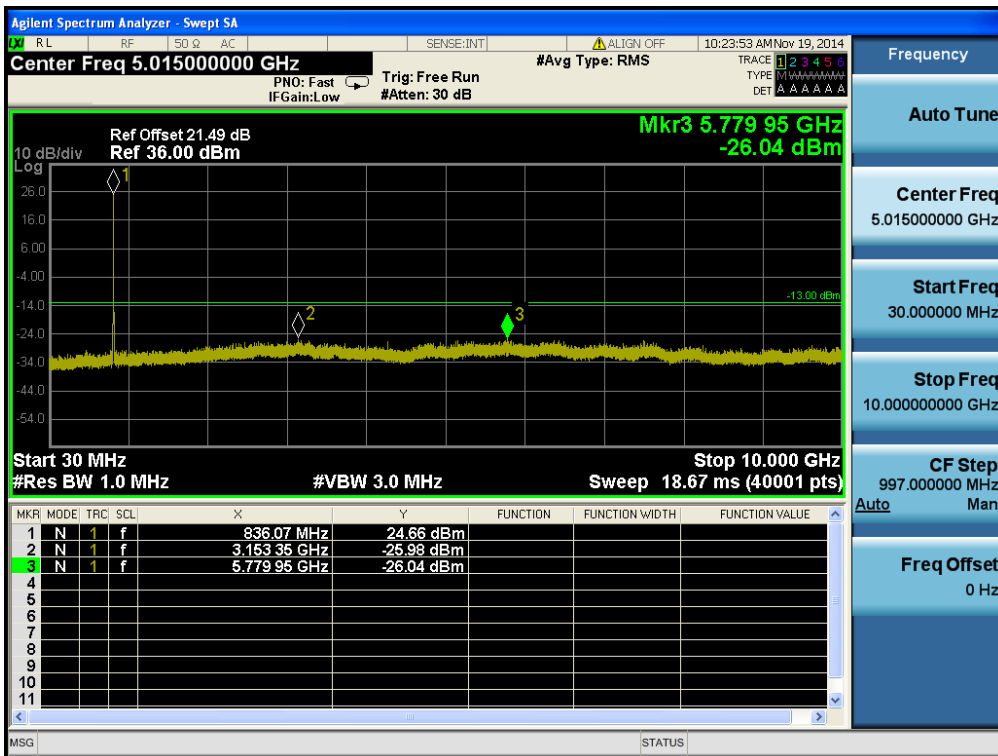 Agilent Spectrum Analyzer - Swept SA
LXI RL RF 50 Ω AC SENSE:INT ALIGN OFF 10:23:53 AM Nov 19, 2014
Center Freq 5.015000000 GHz
PNO: Fast
IFGain:Low
Trig: Free Run
#Atten: 30 dB
#Avg Type: RMS
TRACE 1 2 3 4 5 6
TYPE M WWWWW
DET A A A A A A
Ref Offset 21.49 dB
10 dB/div Ref 36.00 dBm
Log
Mkr3 5.779 95 GHz
-26.04 dBm
26.0
16.0
6.00
-4.00
-14.0
-24.0
-34.0
-44.0
-54.0
1
2
3
-13.00 dBm
Start 30 MHz Stop 10.000 GHz
#Res BW 1.0 MHz #VBW 3.0 MHz Sweep 18.67 ms (40001 pts)
MKR MODE TRC SCL X Y FUNCTION FUNCTION WIDTH FUNCTION VALUE
1 N 1 f 836.07 MHz 24.66 dBm
2 N 1 f 3.153 35 GHz -25.98 dBm
3 N 1 f 5.779 95 GHz -26.04 dBm
4
5
6
7
8
9
10
11
MSG STATUS
Frequency
Auto Tune
Center Freq
5.015000000 GHz
Start Freq
30.000000 MHz
Stop Freq
10.000000000 GHz
CF Step
997.000000 MHz
Auto Man
Freq Offset
0 Hz